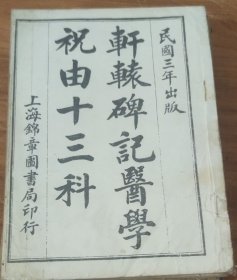 民國三年出版
軒轅碑記醫學
祝由十三科
上海錦章圖書局印行